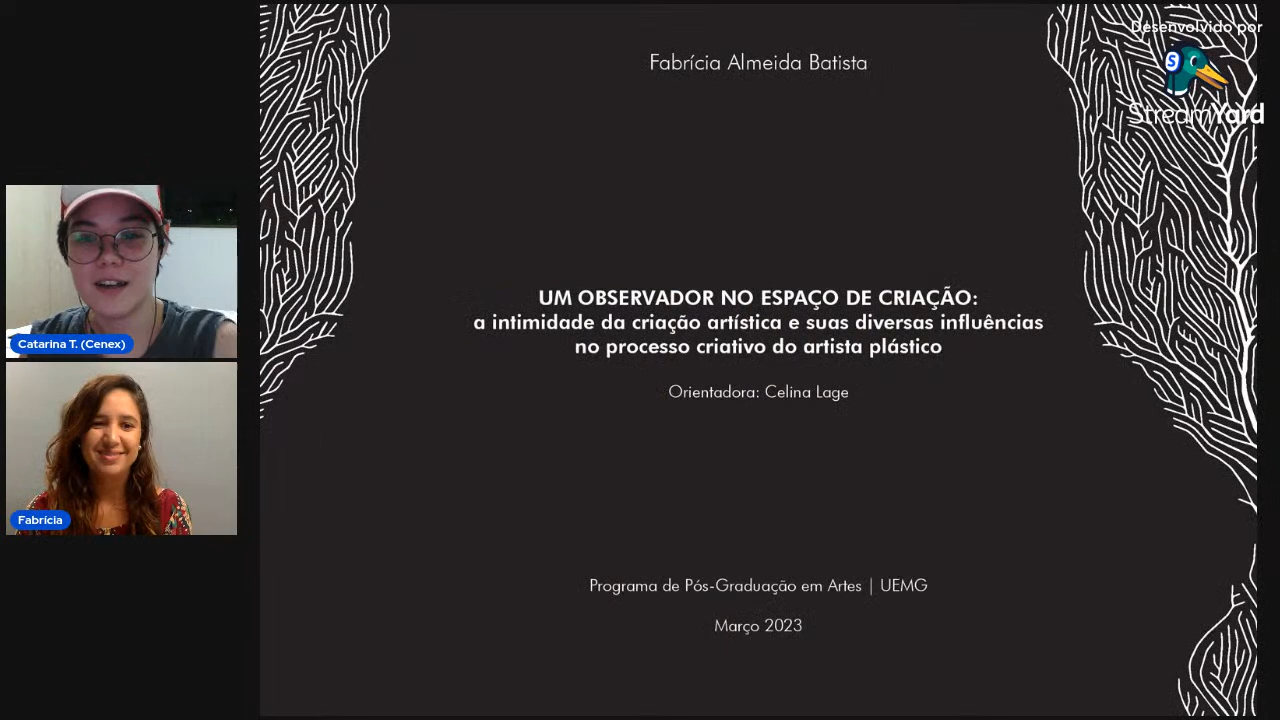 Desenvolvido por
StreamYard
Fabrícia Almeida Batista
UM OBSERVADOR NO ESPAÇO DE CRIAÇÃO:
a intimidade da criação artística e suas diversas influências
no processo criativo do artista plástico
Orientadora: Celina Lage
Catarina T. (Cenex)
Fabrícia
Programa de Pós-Graduação em Artes | UEMG
Março 2023